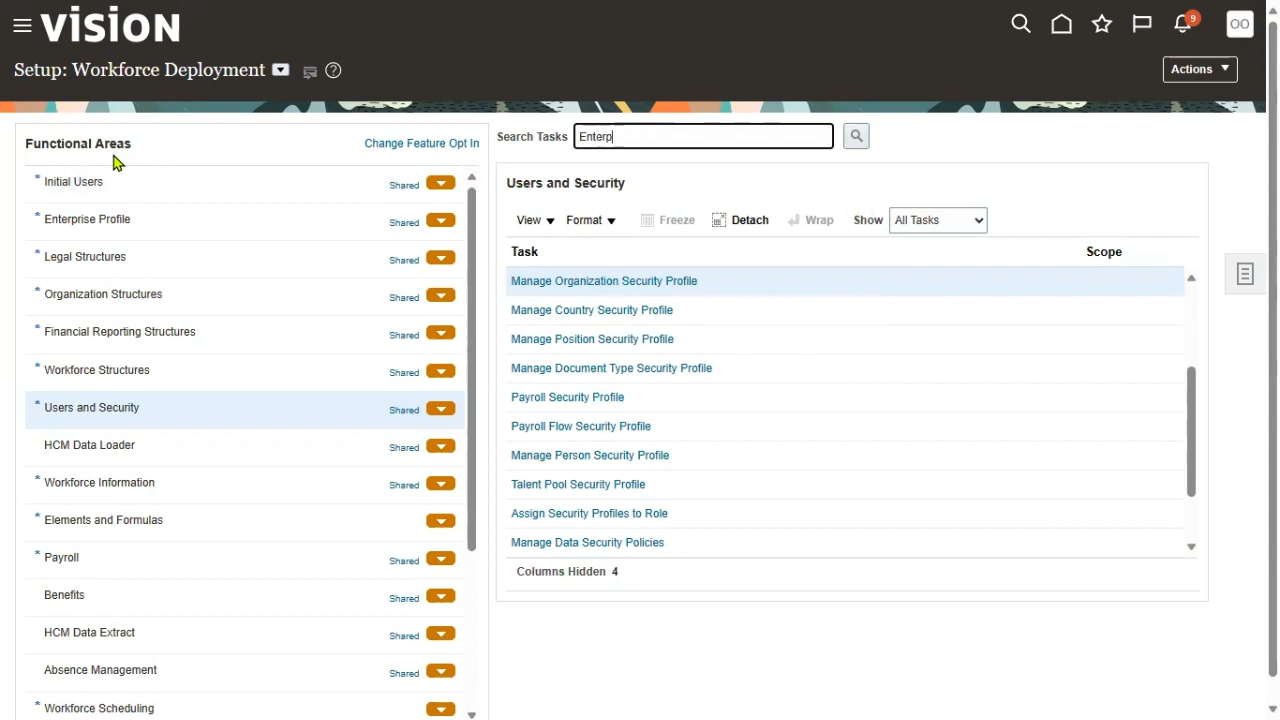 VISION
9
OO
Setup: Workforce Deployment
?
Actions
Functional Areas
Change Feature Opt In
* Initial Users Shared
* Enterprise Profile Shared
* Legal Structures Shared
* Organization Structures Shared
* Financial Reporting Structures Shared
* Workforce Structures Shared
* Users and Security Shared
HCM Data Loader Shared
* Workforce Information Shared
* Elements and Formulas
* Payroll Shared
Benefits Shared
HCM Data Extract Shared
Absence Management Shared
* Workforce Scheduling
Search Tasks Enterp
Users and Security
View Format Freeze Detach Wrap Show All Tasks
Task Scope
Manage Organization Security Profile
Manage Country Security Profile
Manage Position Security Profile
Manage Document Type Security Profile
Payroll Security Profile
Payroll Flow Security Profile
Manage Person Security Profile
Talent Pool Security Profile
Assign Security Profiles to Role
Manage Data Security Policies
Columns Hidden 4